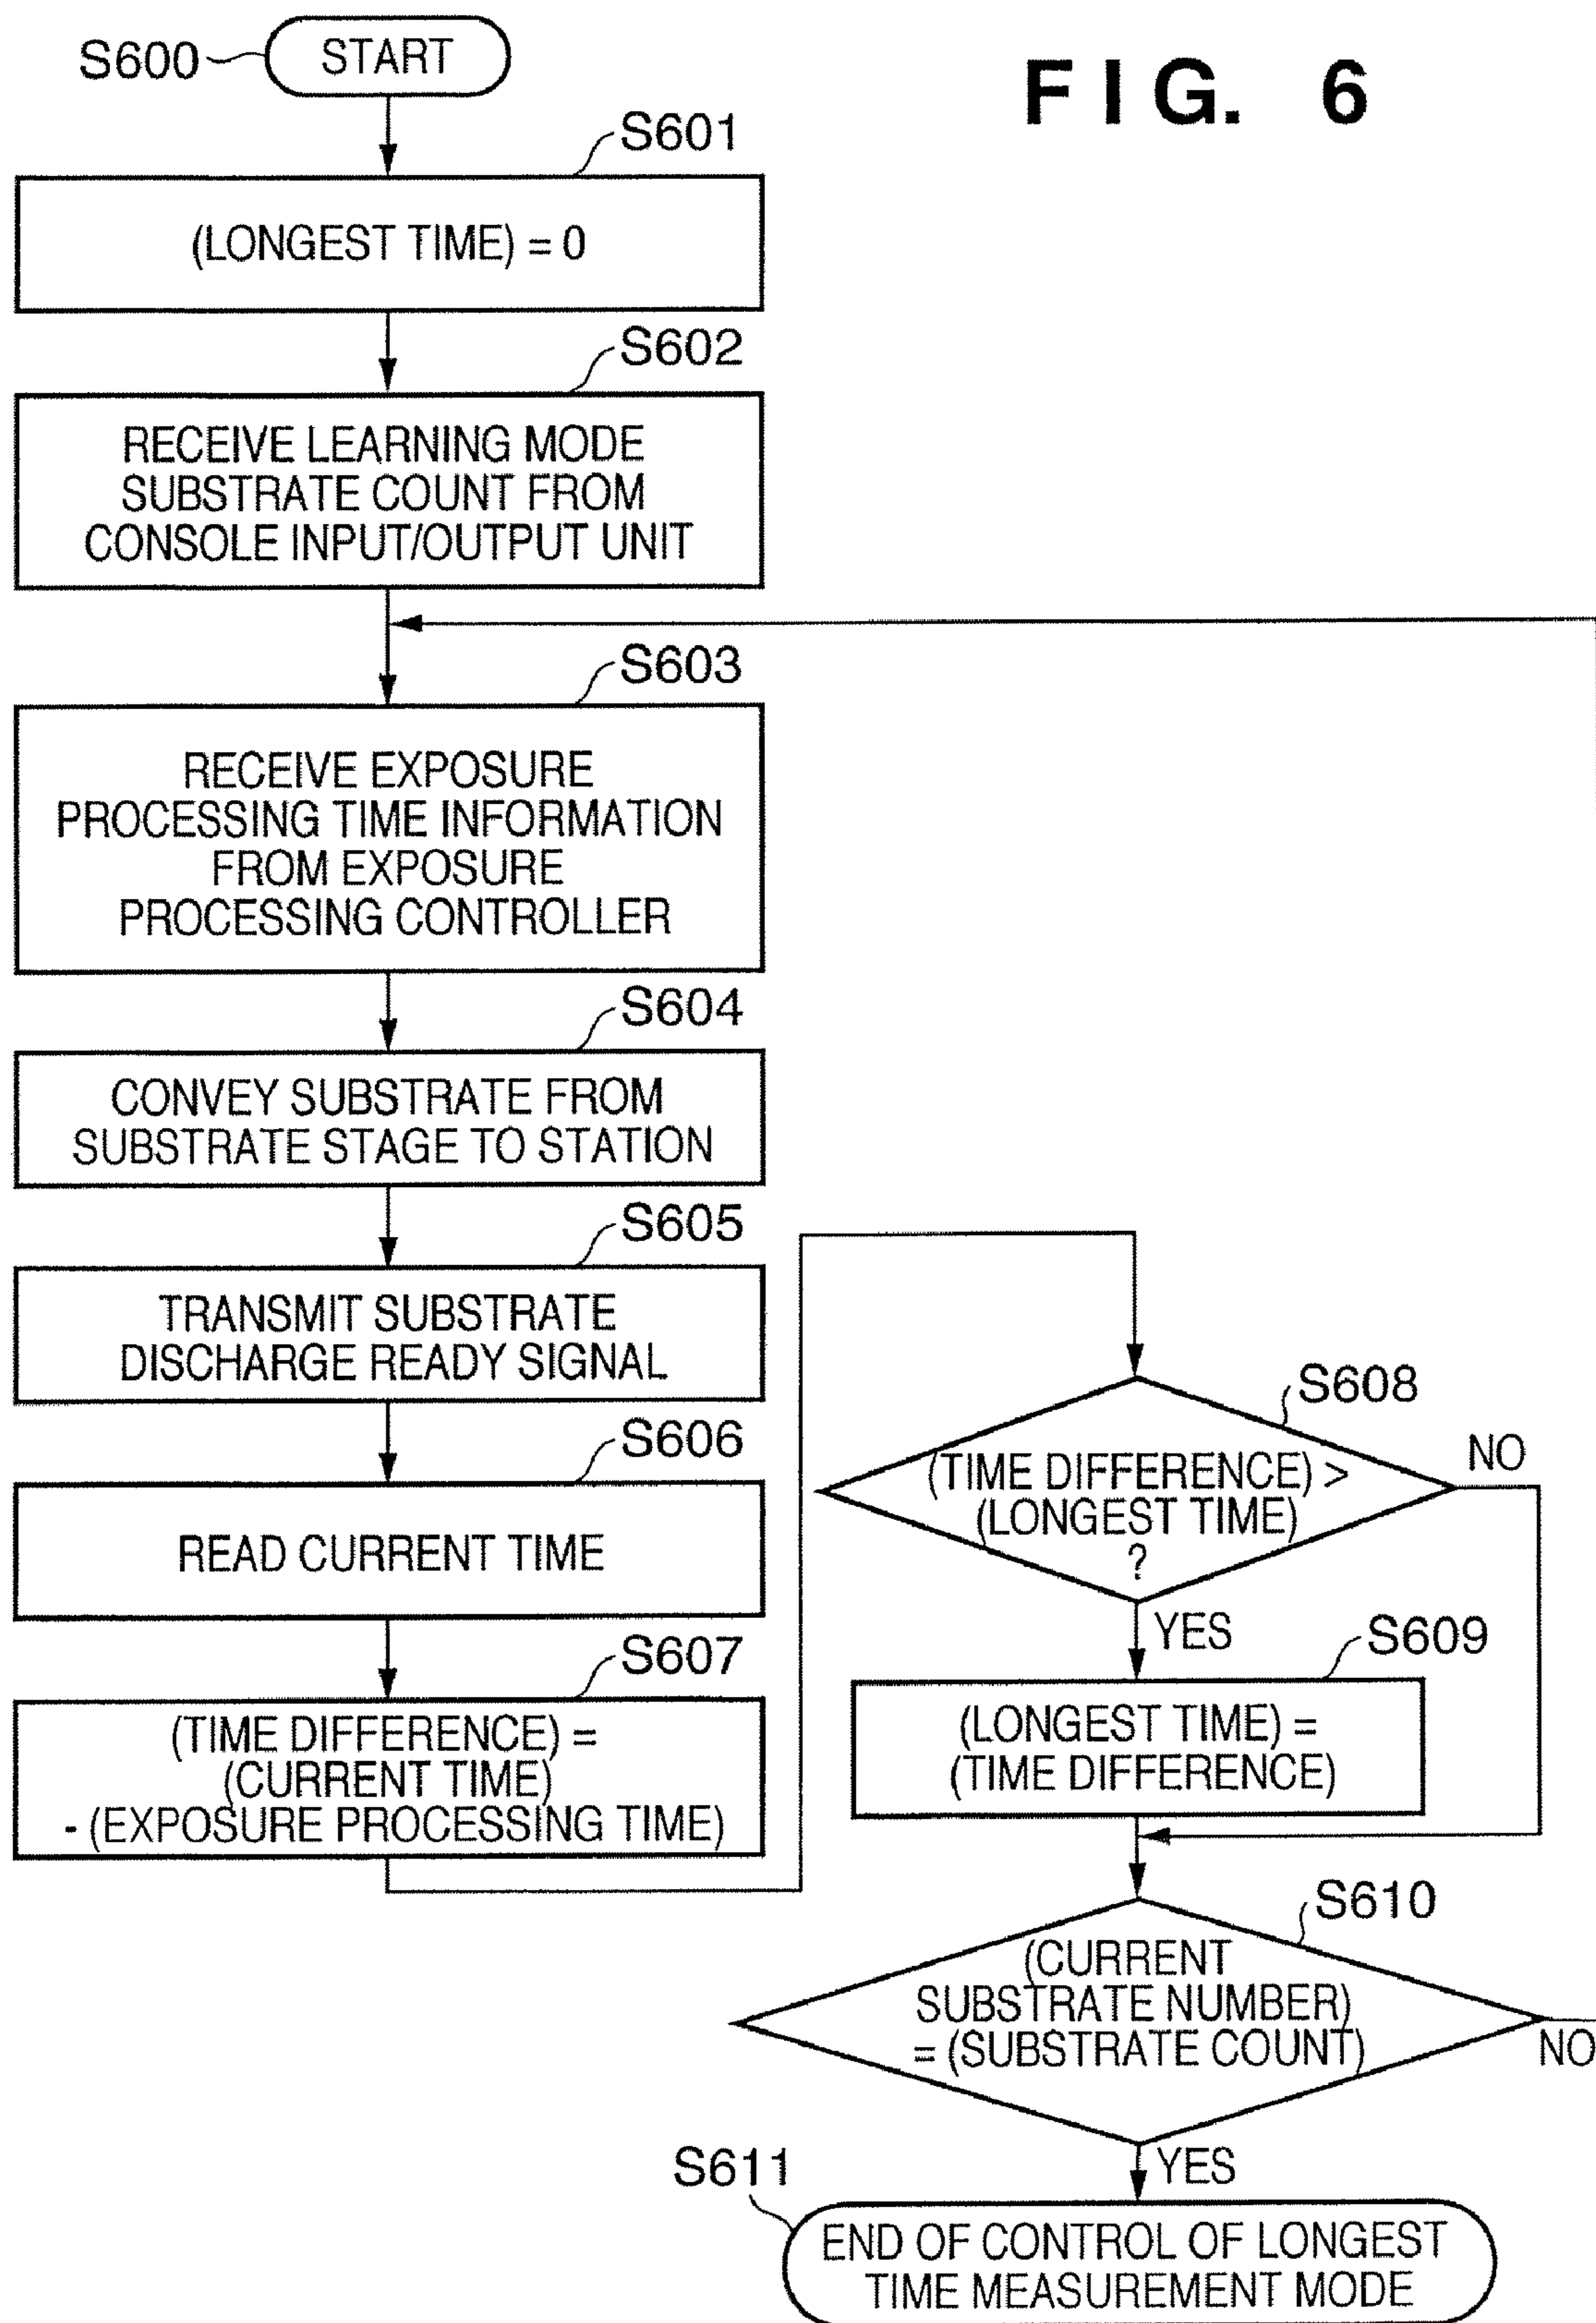 FIG. 6
S600
START
S601
(LONGEST TIME) = 0
S602
RECEIVE LEARNING MODE
SUBSTRATE COUNT FROM
CONSOLE INPUT/OUTPUT UNIT
S603
RECEIVE EXPOSURE
PROCESSING TIME INFORMATION
FROM EXPOSURE
PROCESSING CONTROLLER
S604
CONVEY SUBSTRATE FROM
SUBSTRATE STAGE TO STATION
S605
TRANSMIT SUBSTRATE
DISCHARGE READY SIGNAL
S606
READ CURRENT TIME
S607
(TIME DIFFERENCE) =
(CURRENT TIME)
- (EXPOSURE PROCESSING TIME)
S608
(TIME DIFFERENCE) >
(LONGEST TIME)
?
NO
YES
S609
(LONGEST TIME) =
(TIME DIFFERENCE)
S610
(CURRENT
SUBSTRATE NUMBER)
= (SUBSTRATE COUNT)
NO
YES
S611
END OF CONTROL OF LONGEST
TIME MEASUREMENT MODE